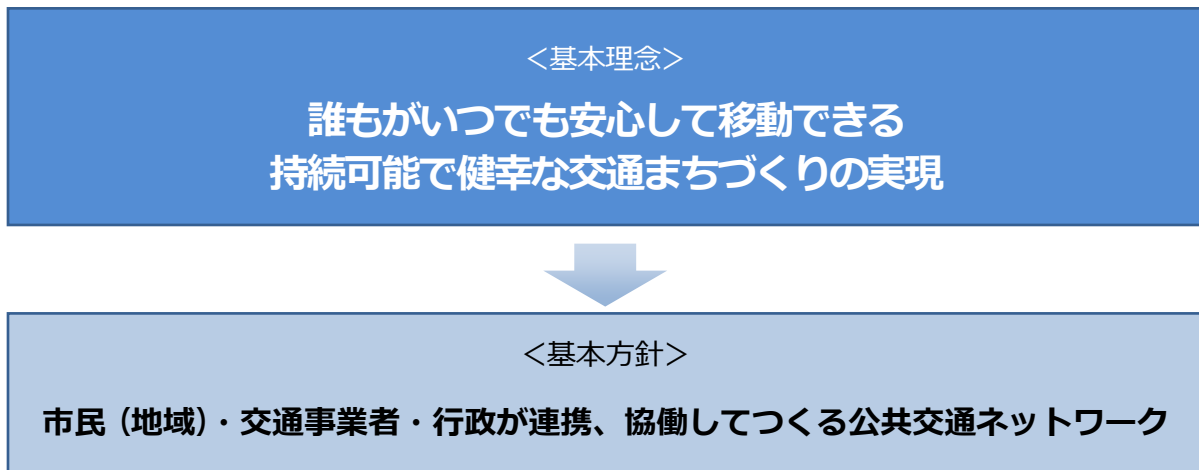 ＜基本理念＞
誰もがいつでも安心して移動できる
持続可能で健幸な交通まちづくりの実現
＜基本方針＞
市民（地域）・交通事業者・行政が連携、協働してつくる公共交通ネットワーク